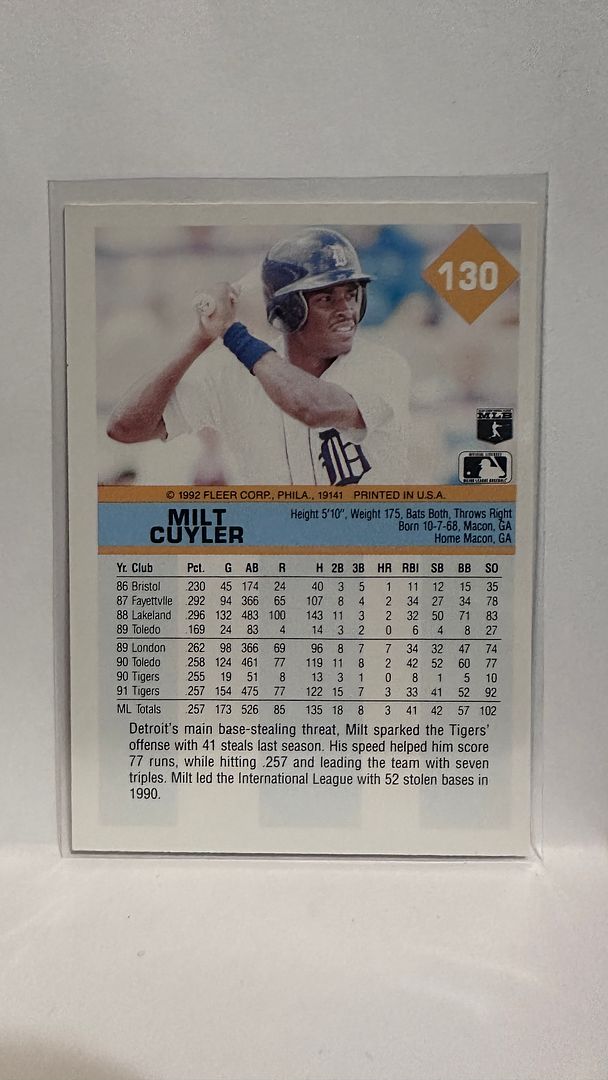 130
MLB
© 1992 FLEER CORP., PHILA., 19141 PRINTED IN U.S.A.
MILT
CUYLER
Height 5'10", Weight 175, Bats Both, Throws Right
Born 10-7-68, Macon, GA
Home Macon, GA
Yr. Club Pct. G AB R H 2B 3B HR RBI SB BB SO
86 Bristol .230 45 174 24 40 3 5 1 11 12 15 35
87 Fayettvlle .292 94 366 65 107 8 4 2 34 27 34 78
88 Lakeland .296 132 483 100 143 11 3 2 32 50 71 83
89 Toledo .169 24 83 4 14 3 2 0 6 4 8 27
89 London .262 98 366 69 96 8 7 7 34 32 47 74
90 Toledo .258 124 461 77 119 11 8 2 42 52 60 77
90 Tigers .255 19 51 8 13 3 1 0 8 1 5 10
91 Tigers .257 154 475 77 122 15 7 3 33 41 52 92
ML Totals .257 173 526 85 135 18 8 3 41 42 57 102
Detroit's main base-stealing threat, Milt sparked the Tigers'
offense with 41 steals last season. His speed helped him score
77 runs, while hitting .257 and leading the team with seven
triples. Milt led the International League with 52 stolen bases in
1990.